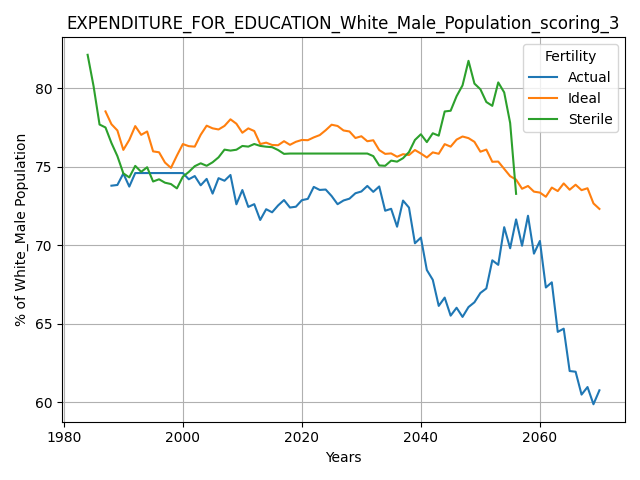 EXPENDITURE_FOR_EDUCATION_White_Male_Population_scoring_3
% of White_Male Population
80
75
70
65
60
1980
2000
2020
2040
2060
Years
Fertility
Actual
Ideal
Sterile